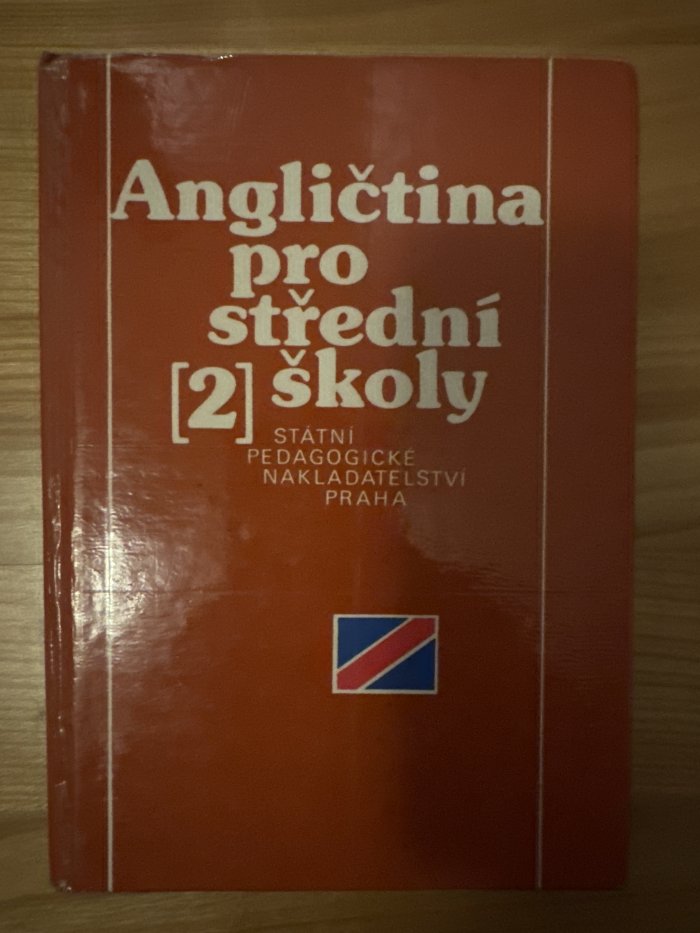 Angličtina
pro
střední
[2] školy
STÁTNÍ
PEDAGOGICKÉ
NAKLADATELSTVÍ
PRAHA